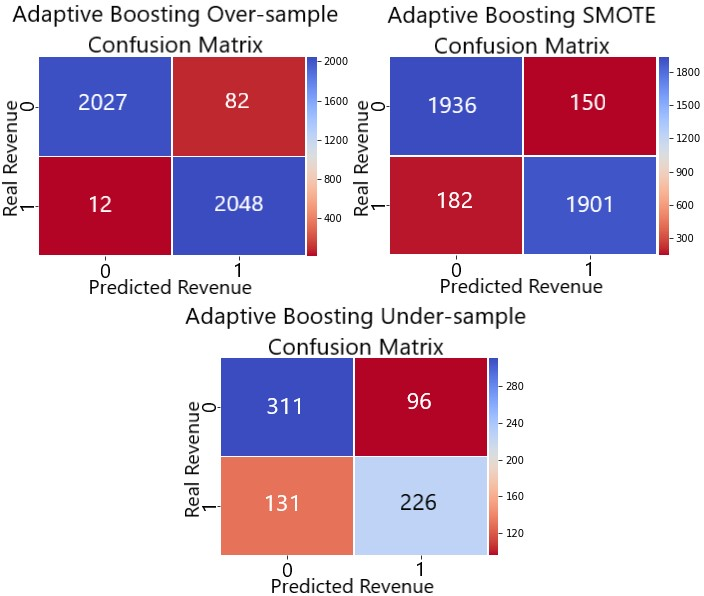 Adaptive Boosting Over-sample
Confusion Matrix
2027 82
12 2048
Real Revenue
0
1
0 1
Predicted Revenue
2000
1600
1200
800
400
Adaptive Boosting SMOTE
Confusion Matrix
1936 150
182 1901
Real Revenue
0
1
0 1
Predicted Revenue
1800
1500
1200
900
600
300
Adaptive Boosting Under-sample
Confusion Matrix
311 96
131 226
Real Revenue
0
1
0 1
Predicted Revenue
280
240
200
160
120